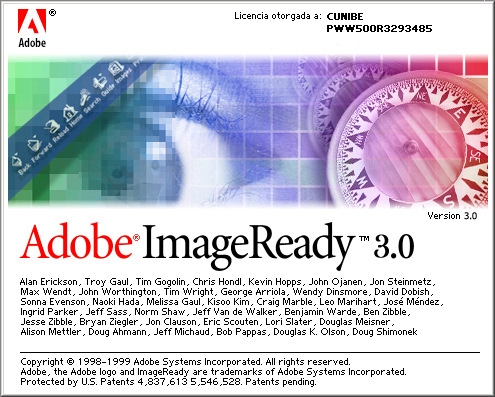 Adobe®
Licencia otorgada a: CUNIBE
PWW500R3293485
Back Forward Reload Home Search Guide Images Print
Version 3.0
Adobe® ImageReady™ 3.0
Alan Erickson, Troy Gaul, Tim Gogolin, Chris Hondl, Kevin Hopps, John Ojanen, Jon Steinmetz,
Max Wendt, John Worthington, Tim Wright, George Arriola, Wendy Dinsmore, David Dobish,
Sonna Evenson, Naoki Hada, Melissa Gaul, Kisoo Kim, Craig Marble, Leo Marihart, José Méndez,
Ingrid Parker, Jeff Sass, Norm Shaw, Jeff Van de Walker, Benjamin Warde, Ben Zibble,
Jesse Zibble, Bryan Ziegler, Jon Clauson, Eric Scouten, Lori Slater, Douglas Meisner,
Alison Mettler, Doug Ahmann, Jeff Michaud, Bob Pappas, Douglas K. Olson, Doug Shimonek
Copyright © 1998-1999 Adobe Systems Incorporated. All rights reserved.
Adobe, the Adobe logo and ImageReady are trademarks of Adobe Systems Incorporated.
Protected by U.S. Patents 4,837,613 5,546,528. Patents pending.